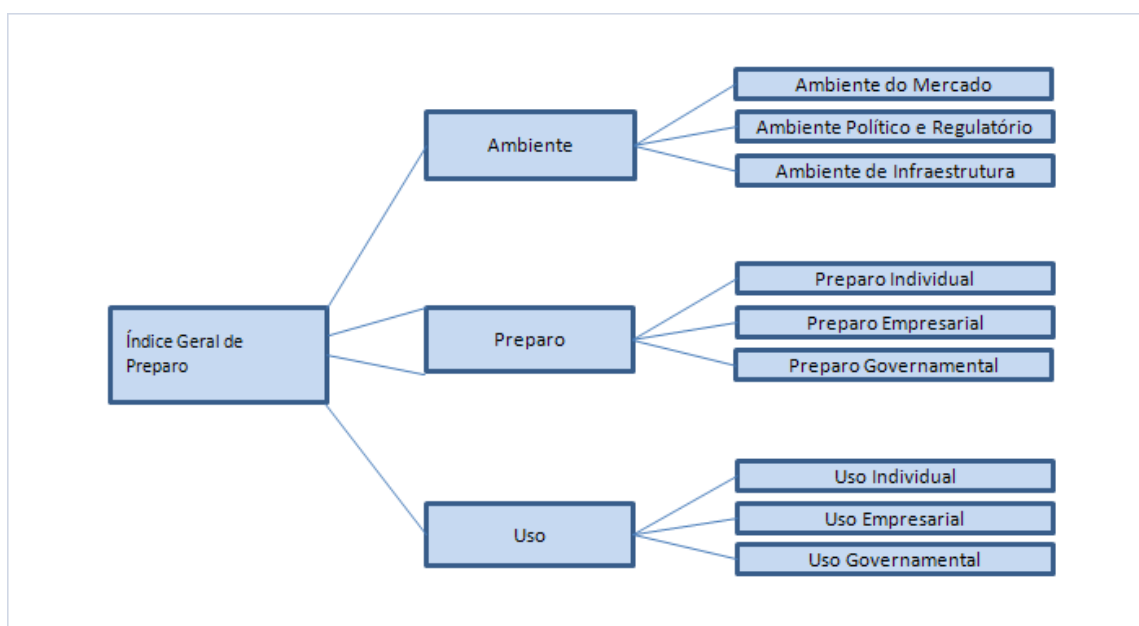 Índice Geral de
Preparo
Ambiente
Ambiente do Mercado
Ambiente Político e Regulatório
Ambiente de Infraestrutura
Preparo
Preparo Individual
Preparo Empresarial
Preparo Governamental
Uso
Uso Individual
Uso Empresarial
Uso Governamental